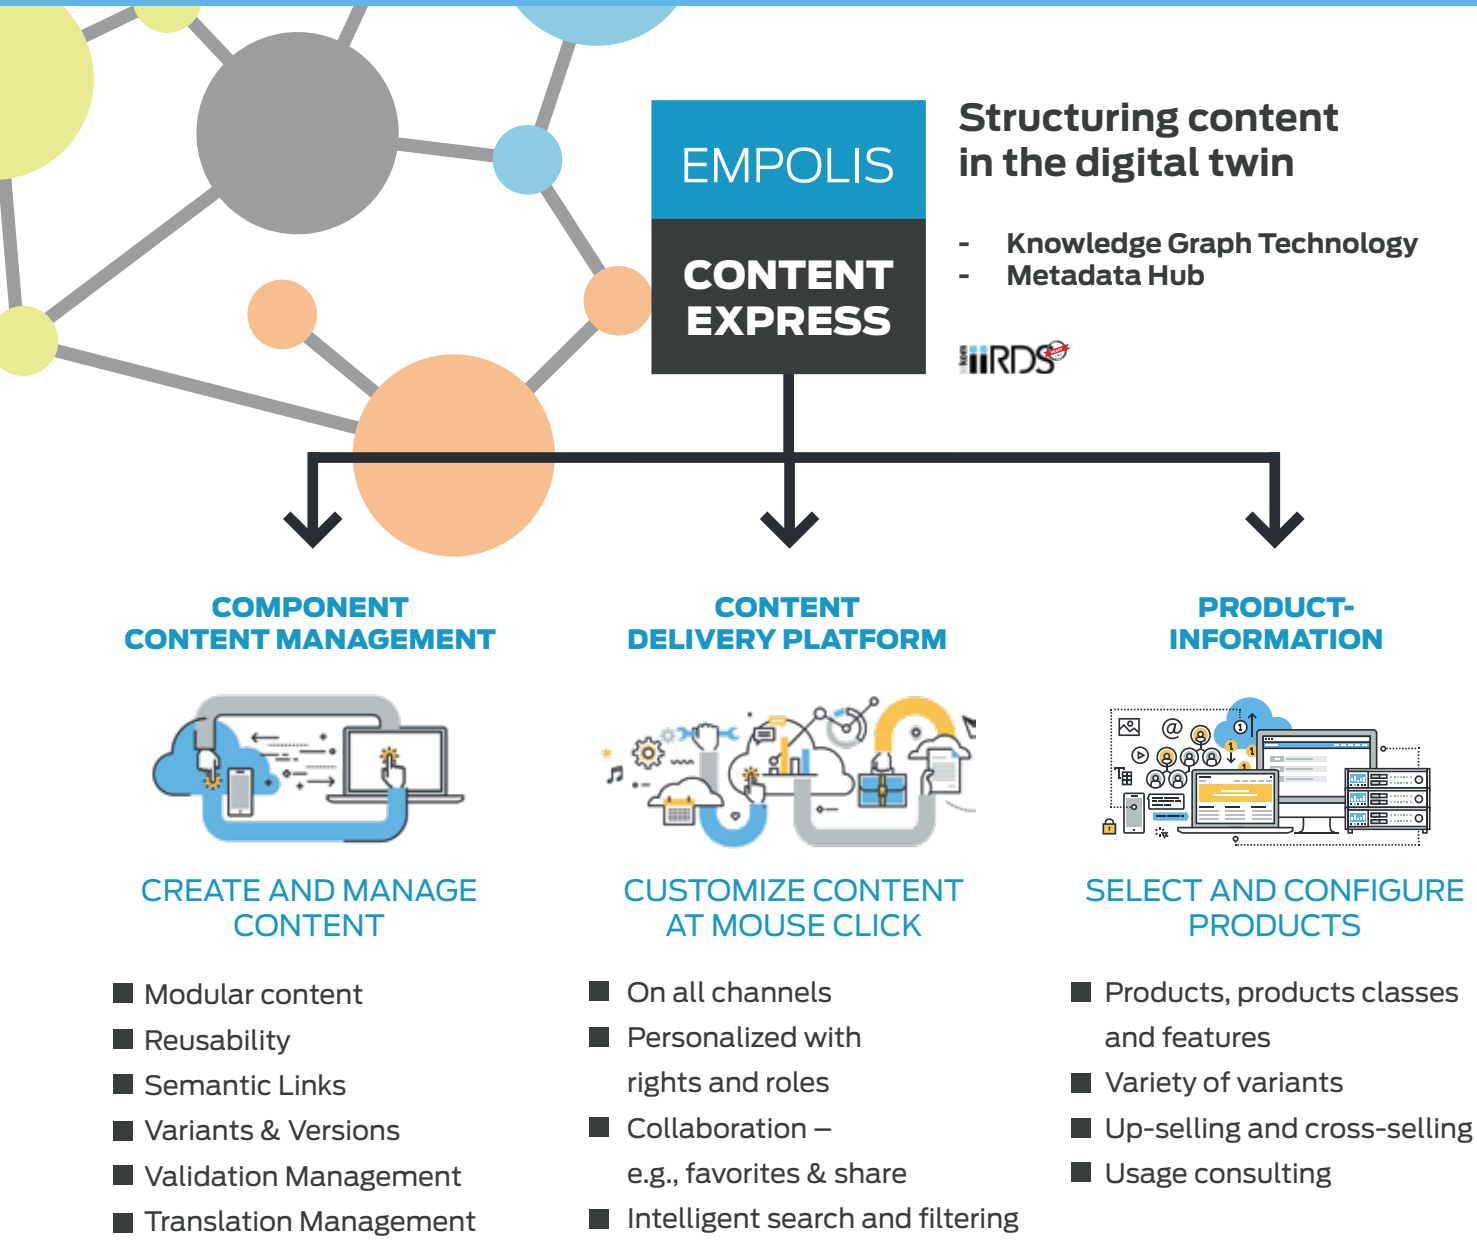 EMPOLIS
CONTENT
EXPRESS
Structuring content
in the digital twin
- Knowledge Graph Technology
- Metadata Hub
iiRDS
COMPONENT
CONTENT MANAGEMENT
CREATE AND MANAGE
CONTENT
Modular content
Reusability
Semantic Links
Variants & Versions
Validation Management
Translation Management
CONTENT
DELIVERY PLATFORM
CUSTOMIZE CONTENT
AT MOUSE CLICK
On all channels
Personalized with
rights and roles
Collaboration –
e.g., favorites & share
Intelligent search and filtering
PRODUCT-
INFORMATION
SELECT AND CONFIGURE
PRODUCTS
Products, products classes
and features
Variety of variants
Up-selling and cross-selling
Usage consulting